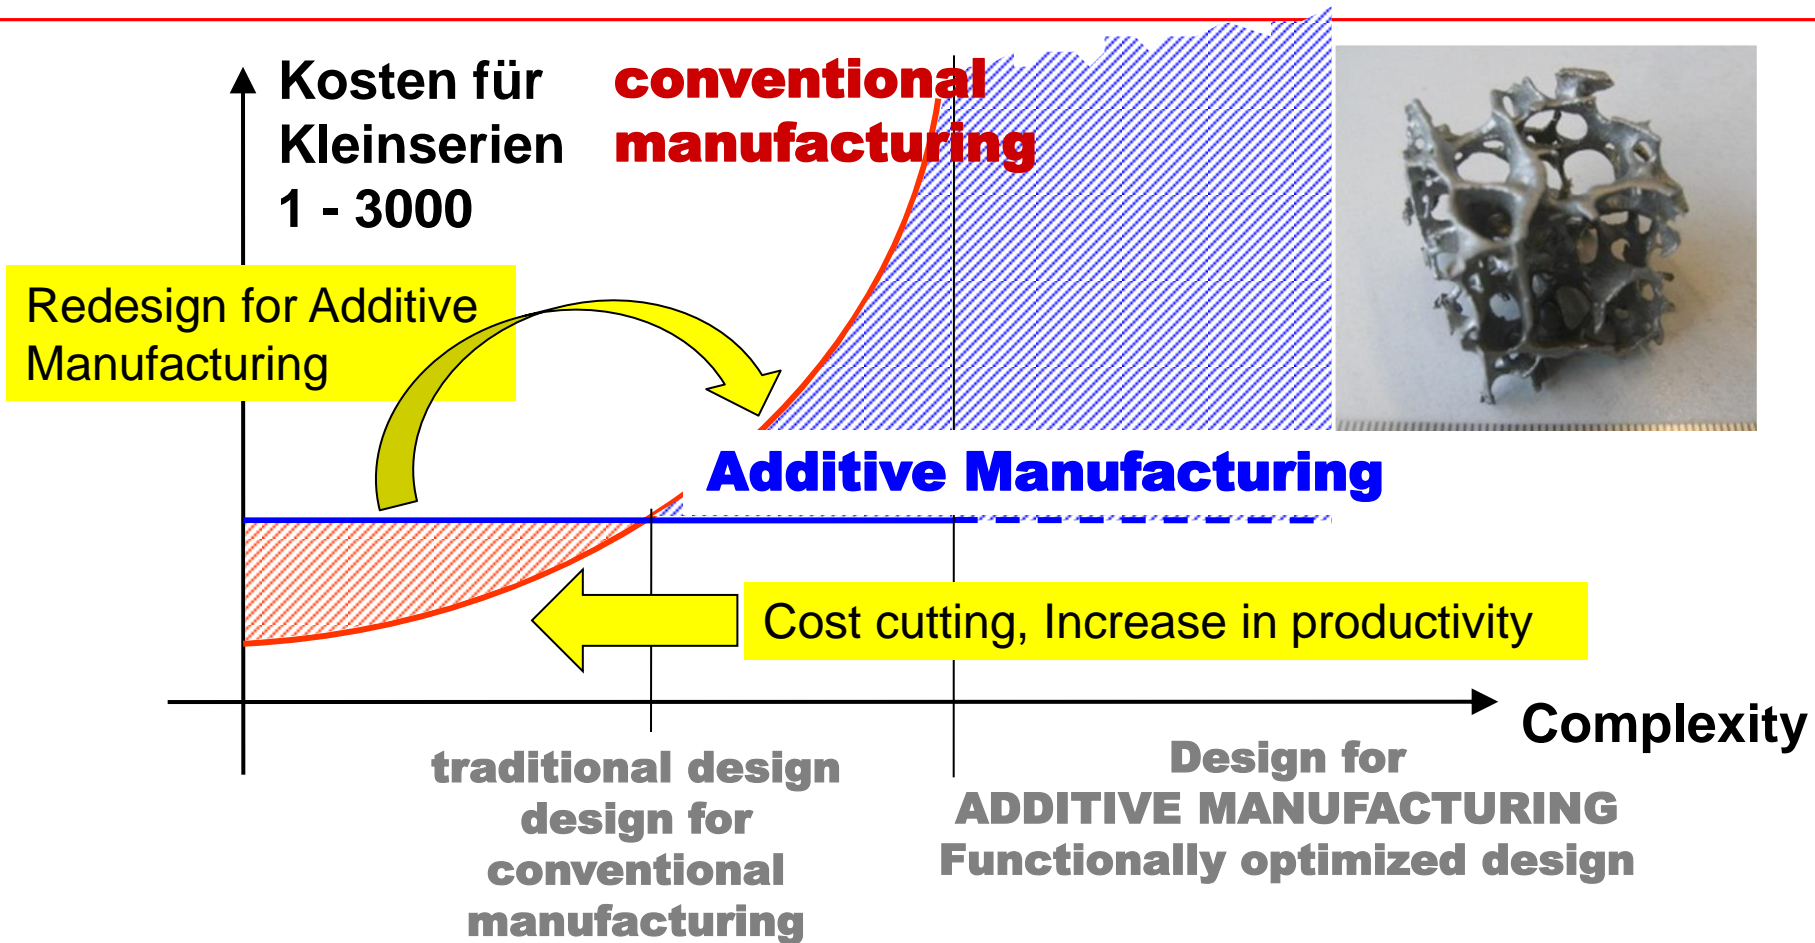 Kosten für
Kleinserien
1 - 3000
conventional
manufacturing
Redesign for Additive
Manufacturing
Additive Manufacturing
Cost cutting, Increase in productivity
Complexity
traditional design
design for
conventional
manufacturing
Design for
ADDITIVE MANUFACTURING
Functionally optimized design